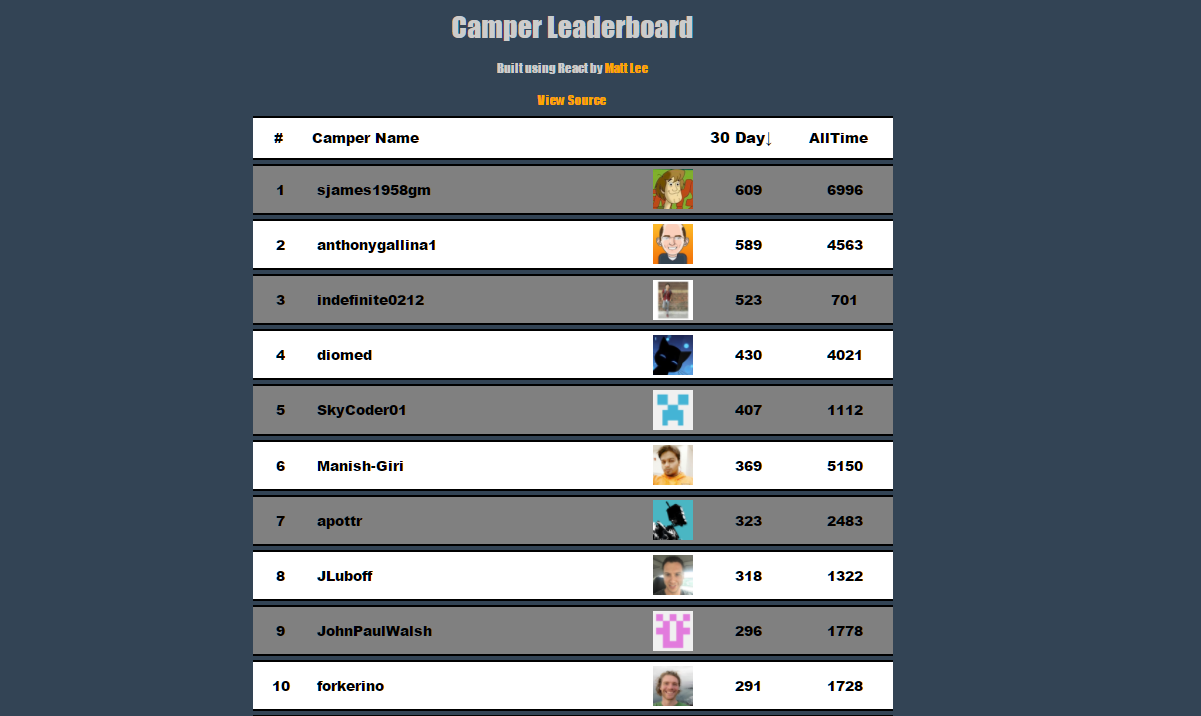 Camper Leaderboard
Built using React by Matt Lee
View Source
# Camper Name 30 Day↓ AllTime
1 sjames1958gm 609 6996
2 anthonygallina1 589 4563
3 indefinite0212 523 701
4 diomed 430 4021
5 SkyCoder01 407 1112
6 Manish-Giri 369 5150
7 apottr 323 2483
8 JLuboff 318 1322
9 JohnPaulWalsh 296 1778
10 forkerino 291 1728